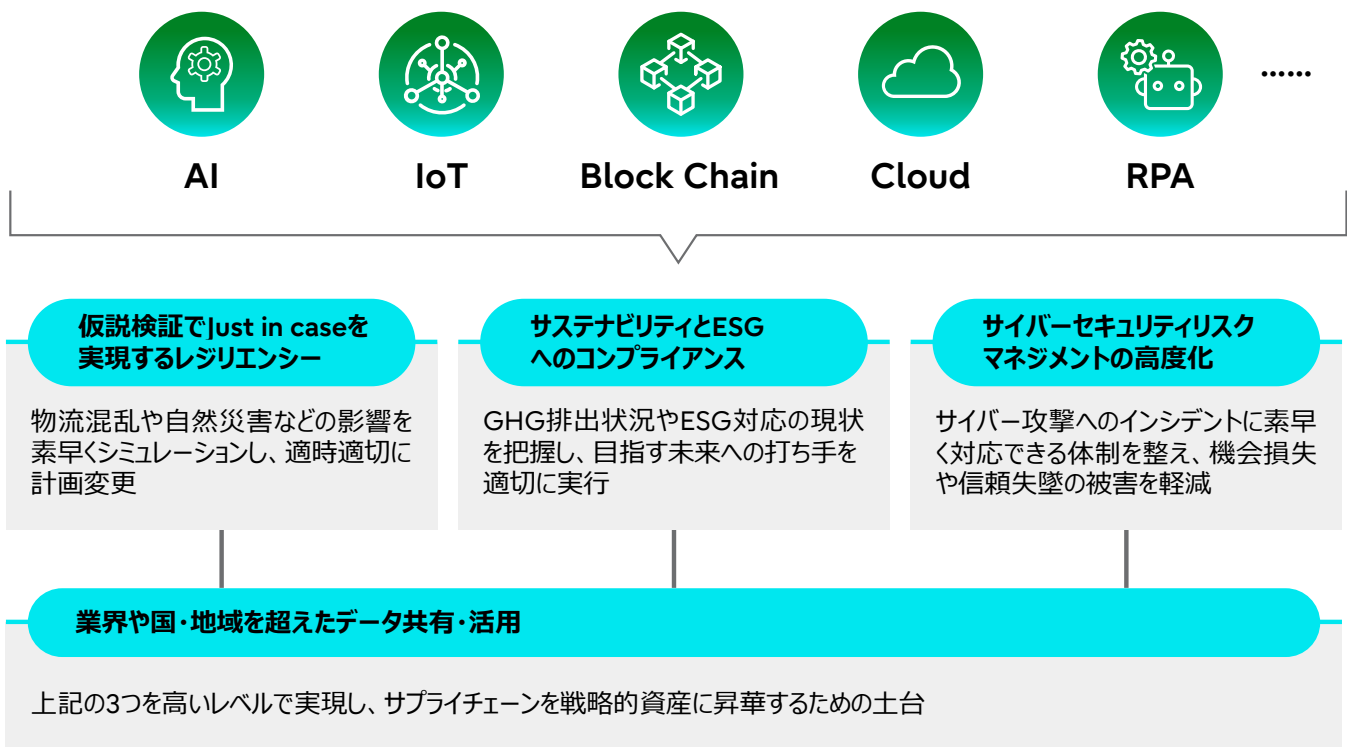 AI
IoT
Block Chain
Cloud
RPA
……
仮説検証でJust in caseを
実現するレジリエンシー
物流混乱や自然災害などの影響を
素早くシミュレーションし、適時適切に
計画変更
サステナビリティとESG
へのコンプライアンス
GHG排出状況やESG対応の現状
を把握し、目指す未来への打ち手を
適切に実行
サイバーセキュリティリスク
マネジメントの高度化
サイバー攻撃へのインシデントに素早
く対応できる体制を整え、機会損失
や信頼失墜の被害を軽減
業界や国・地域を超えたデータ共有・活用
上記の3つを高いレベルで実現し、サプライチェーンを戦略的資産に昇華するための土台